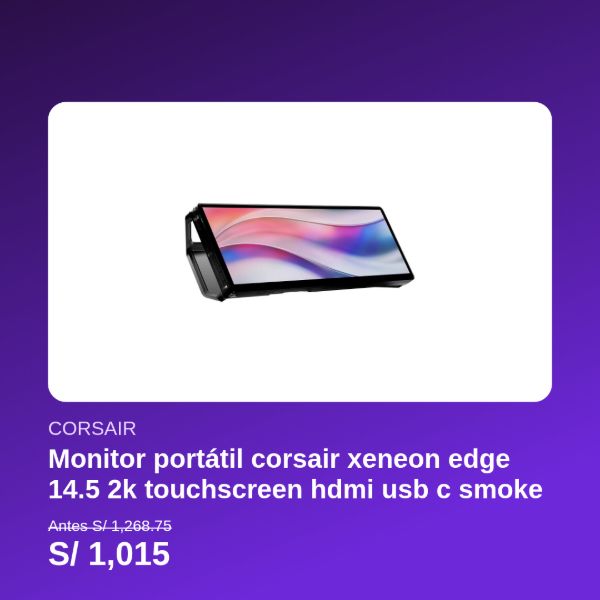 CORSAIR
Monitor portátil corsair xeneon edge
14.5 2k touchscreen hdmi usb c smoke
Antes S/ 1,268.75
S/ 1,015